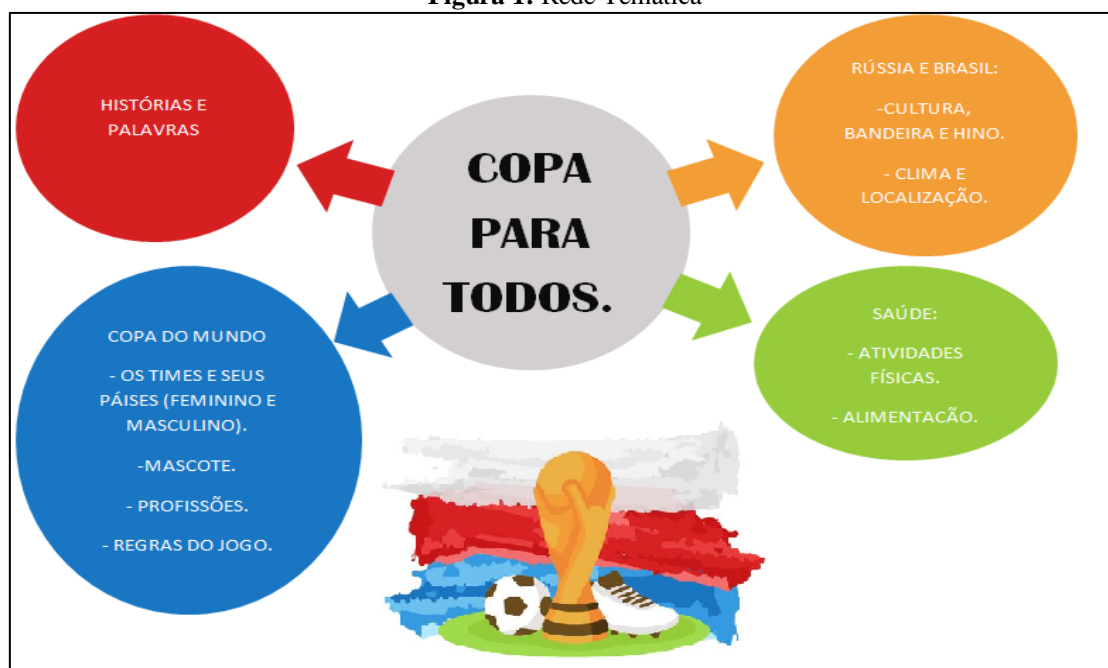 Figura 1: Rede Temática
HISTÓRIAS E
PALAVRAS
COPA
PARA
TODOS.
RÚSSIA E BRASIL:
-CULTURA,
BANDEIRA E HINO.
- CLIMA E
LOCALIZAÇÃO.
COPA DO MUNDO
- OS TIMES E SEUS
PÁISES (FEMININO E
MASCULINO).
-MASCOTE.
- PROFISSÕES.
- REGRAS DO JOGO.
SAÚDE:
- ATIVIDADES
FÍSICAS.
- ALIMENTACÃO.